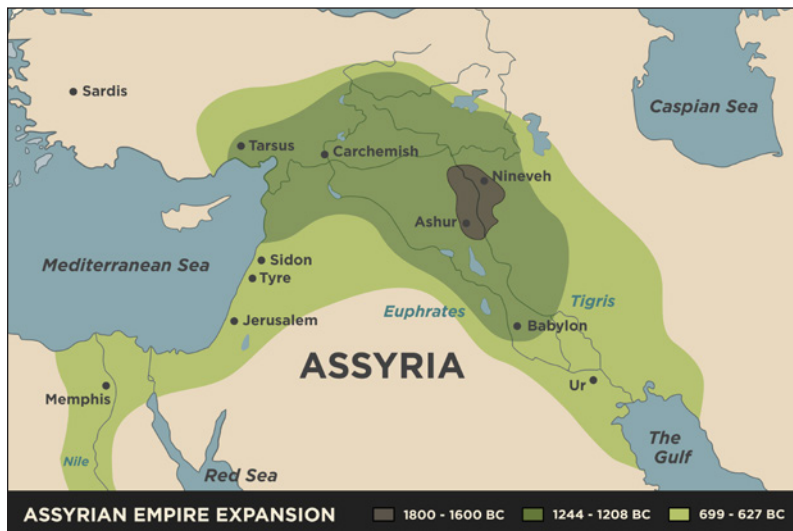 Sardis
Caspian Sea
Tarsus
Carchemish
Nineveh
Ashur
Mediterranean Sea
Sidon
Tyre
Euphrates
Tigris
Jerusalem
Babylon
ASSYRIA
Memphis
Ur
The
Gulf
Nile
Red Sea
ASSYRIAN EMPIRE EXPANSION
1800 - 1600 BC
1244 - 1208 BC
699 - 627 BC